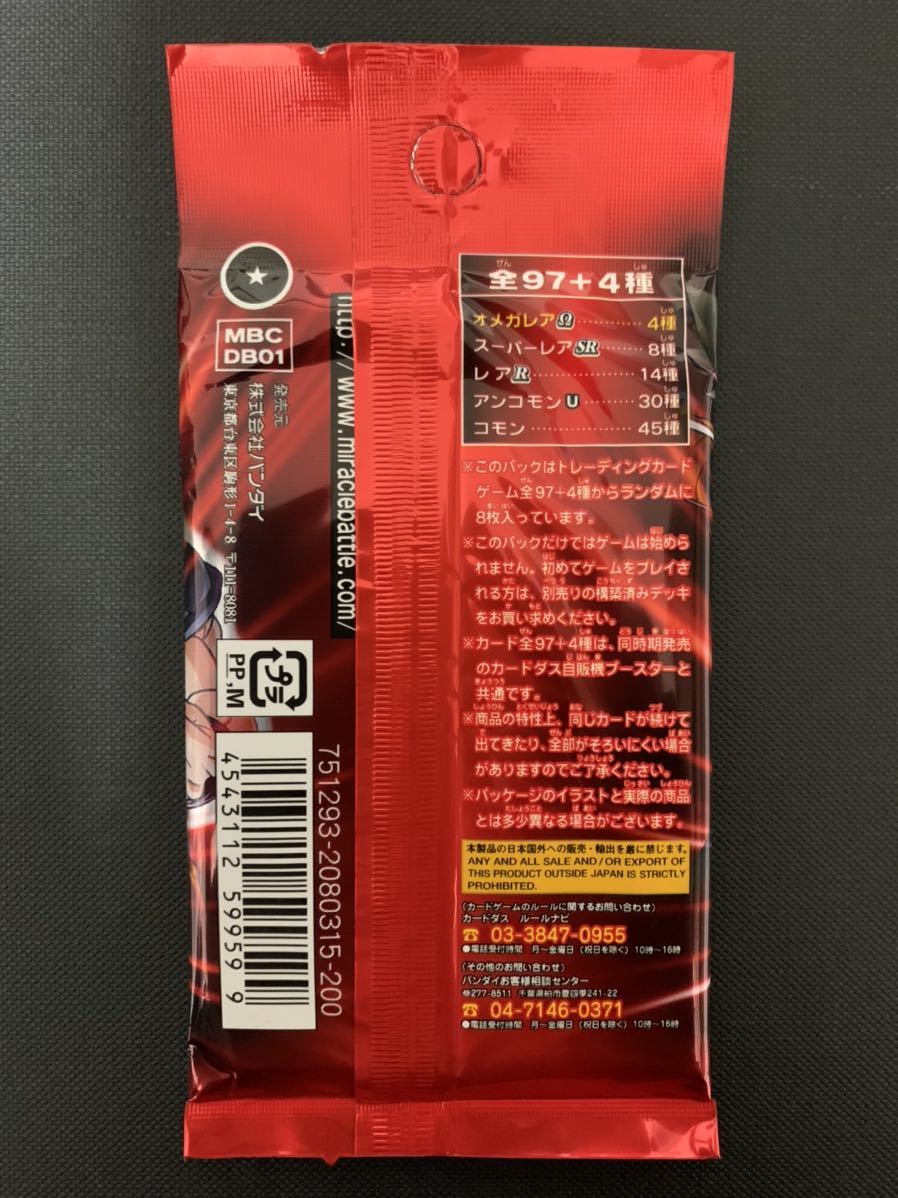 全97+4種
オメガレアΩ············4種
スーパーレアSR········8種
レアR·················14種
アンコモンU··········30種
コモン················45種
※このパックはトレーディングカード
ゲーム全97+4種からランダムに
8枚入っています。
※このパックだけではゲームは始めら
れません。初めてゲームをプレイさ
れる方は、別売りの構築済みデッキ
をお買い求めください。
※カード全97+4種は、同時期発売
のカードダス自販機ブースターと
共通です。
※商品の特性上、同じカードが続けて
出てきたり、全部がそろいにくい場合
がありますのでご了承ください。
※パッケージのイラストと実際の商品
とは多少異なる場合がございます。
本製品の日本国外への販売・輸出を厳に禁じます。
ANY AND ALL SALE AND/OR EXPORT OF
THIS PRODUCT OUTSIDE JAPAN IS STRICTLY
PROHIBITED.
(カードゲームのルールに関するお問い合わせ)
カードダス ルールナビ
☎ 03-3847-0955
●電話受付時間 月~金曜日(祝日を除く)10時~16時
(その他のお問い合わせ)
バンダイお客様相談センター
〠277-8511 千葉県柏市豊四季241-22
☎ 04-7146-0371
●電話受付時間 月~金曜日(祝日を除く)10時~16時
MBC
DB01
発売元
株式会社バンダイ
東京都台東区駒形1-4-8 〒111-8081
http://www.miraclebattle.com/
プラ
PP,M
751293-2080315-200
4543112 59959 9